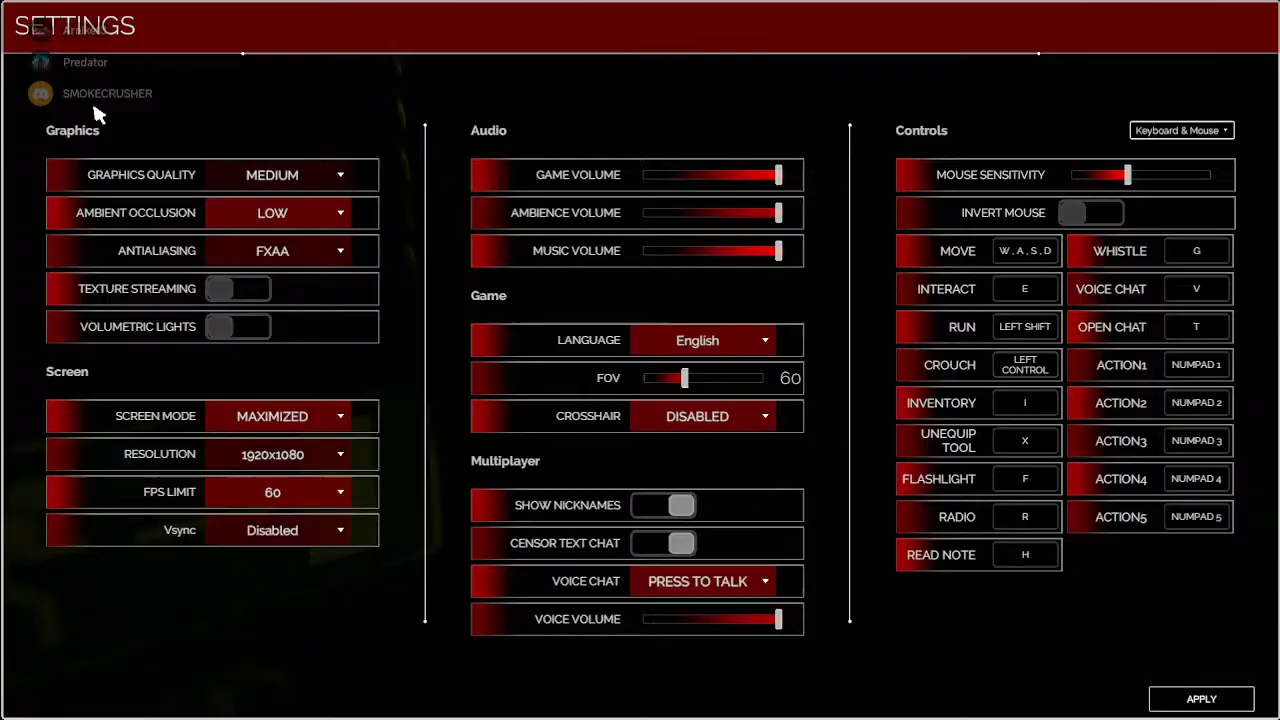 SETTINGS
Predator
SMOKECRUSHER
Graphics
GRAPHICS QUALITY MEDIUM
AMBIENT OCCLUSION LOW
ANTIALIASING FXAA
TEXTURE STREAMING
VOLUMETRIC LIGHTS
Screen
SCREEN MODE MAXIMIZED
RESOLUTION 1920x1080
FPS LIMIT 60
Vsync Disabled
Audio
GAME VOLUME
AMBIENCE VOLUME
MUSIC VOLUME
Game
LANGUAGE English
FOV 60
CROSSHAIR DISABLED
Multiplayer
SHOW NICKNAMES
CENSOR TEXT CHAT
VOICE CHAT PRESS TO TALK
VOICE VOLUME
Controls Keyboard & Mouse
MOUSE SENSITIVITY
INVERT MOUSE
MOVE W, A, S, D WHISTLE G
INTERACT E VOICE CHAT V
RUN LEFT SHIFT OPEN CHAT T
CROUCH LEFT CONTROL ACTION1 NUMPAD 1
INVENTORY I ACTION2 NUMPAD 2
UNEQUIP TOOL X ACTION3 NUMPAD 3
FLASHLIGHT F ACTION4 NUMPAD 4
RADIO R ACTION5 NUMPAD 5
READ NOTE H
APPLY